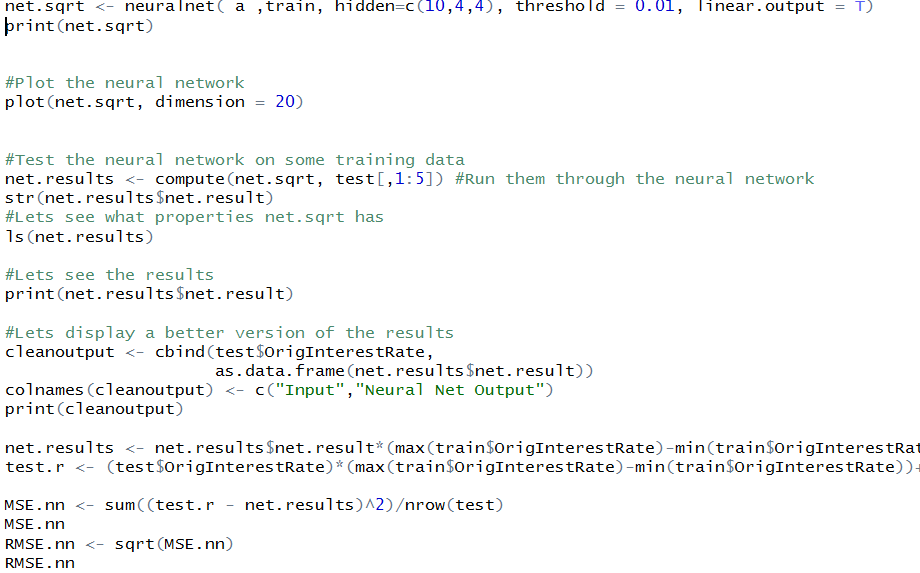 net.sqrt <- neuralnet( a ,train, hidden=c(10,4,4), threshold = 0.01, linear.output = T)
print(net.sqrt)
#Plot the neural network
plot(net.sqrt, dimension = 20)
#Test the neural network on some training data
net.results <- compute(net.sqrt, test[,1:5]) #Run them through the neural network
str(net.results$net.result)
#Lets see what properties net.sqrt has
ls(net.results)
#Lets see the results
print(net.results$net.result)
#Lets display a better version of the results
cleanoutput <- cbind(test$OrigInterestRate,
as.data.frame(net.results$net.result))
colnames(cleanoutput) <- c("Input","Neural Net Output")
print(cleanoutput)
net.results <- net.results$net.result*(max(train$OrigInterestRate)-min(train$OrigInterestRat
test.r <- (test$OrigInterestRate)*(max(train$OrigInterestRate)-min(train$OrigInterestRate))+
MSE.nn <- sum((test.r - net.results)^2)/nrow(test)
MSE.nn
RMSE.nn <- sqrt(MSE.nn)
RMSE.nn